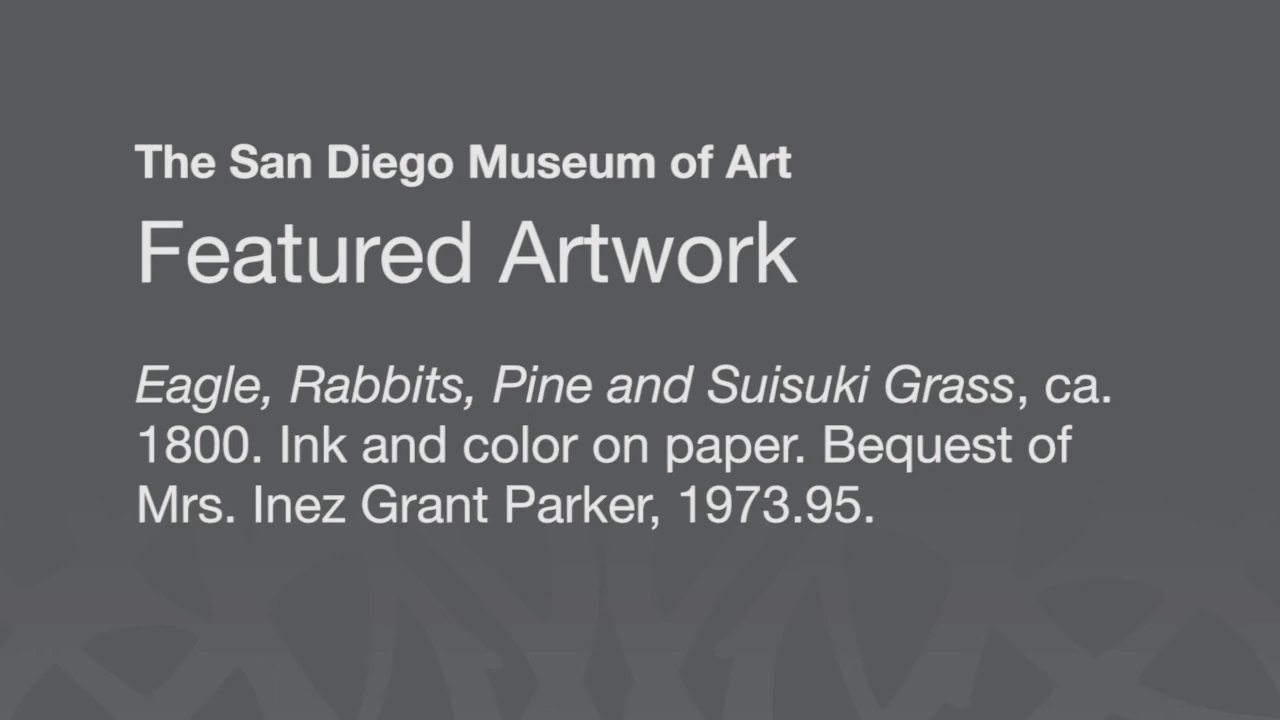 The San Diego Museum of Art
Featured Artwork
Eagle, Rabbits, Pine and Suisuki Grass, ca.
1800. Ink and color on paper. Bequest of
Mrs. Inez Grant Parker, 1973.95.